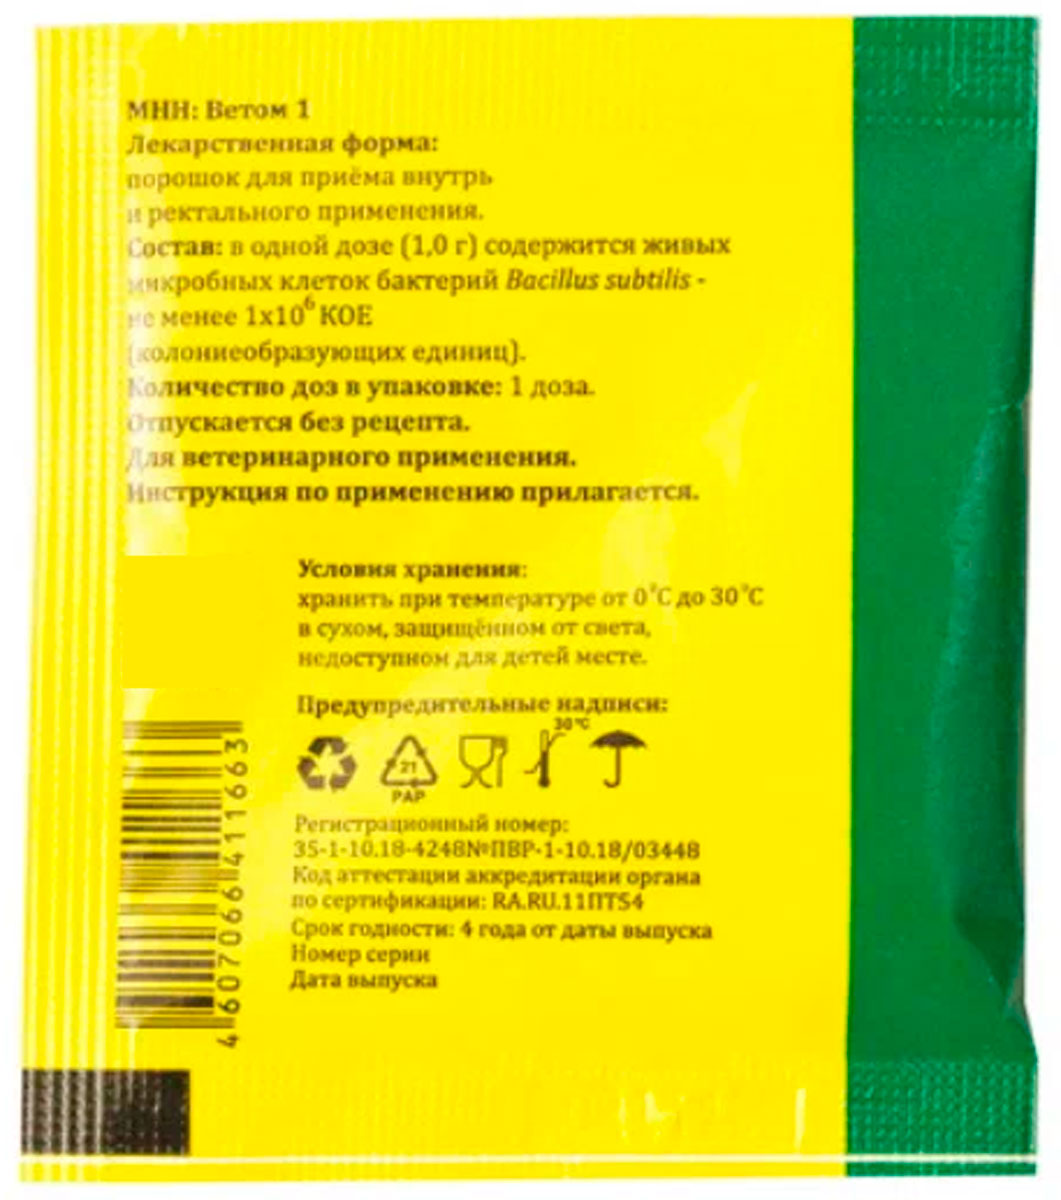 МНН: Ветом 1
Лекарственная форма:
порошок для приёма внутрь
и ректального применения.
Состав: в одной дозе (1,0 г) содержится живых
микробных клеток бактерий Bacillus subtilis -
не менее 1х10⁶ КОЕ
(колониеобразующих единиц).
Количество доз в упаковке: 1 доза.
Отпускается без рецепта.
Для ветеринарного применения.
Инструкция по применению прилагается.
Условия хранения:
хранить при температуре от 0°С до 30°С
в сухом, защищённом от света,
недоступном для детей месте.
Предупредительные надписи:
30°C
21
PAP
Регистрационный номер:
35-1-10.18-4248№ПВР-1-10.18/03448
Код аттестации аккредитации органа
по сертификации: RA.RU.11ПТ54
Срок годности: 4 года от даты выпуска
Номер серии
Дата выпуска
4 607066 411663